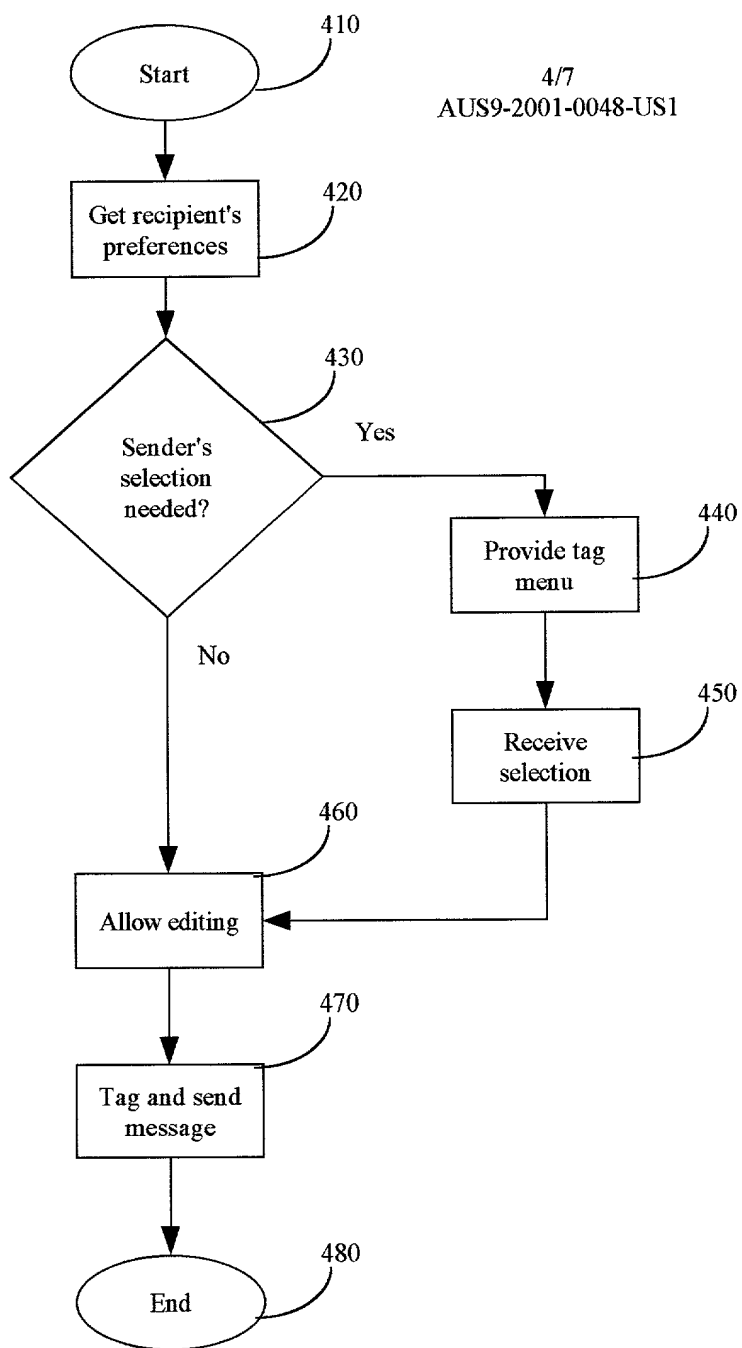 410
Start
4/7
AUS9-2001-0048-US1
420
Get recipient's
preferences
430
Sender's
selection
needed?
Yes
440
Provide tag
menu
No
450
Receive
selection
460
Allow editing
470
Tag and send
message
480
End